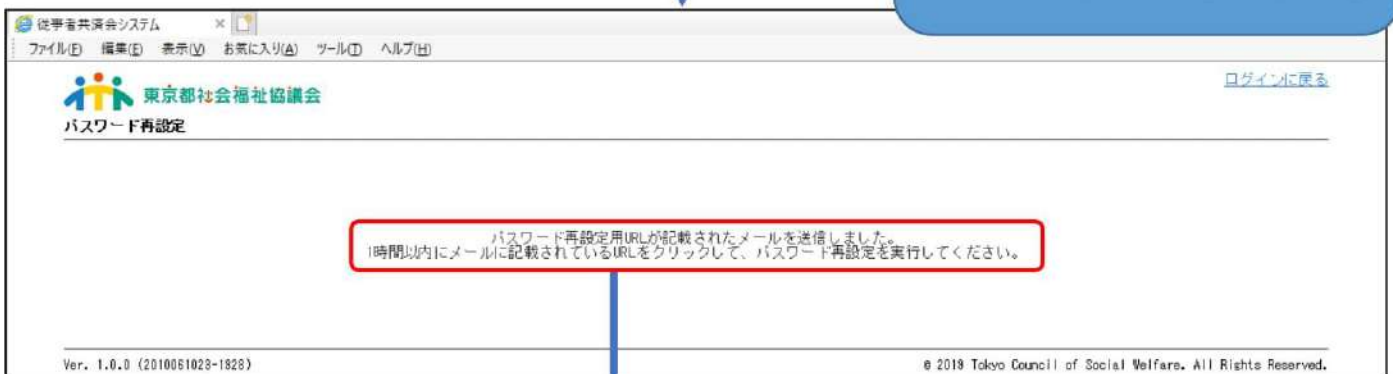 従事者共済会システム
ファイル(F) 編集(E) 表示(V) お気に入り(A) ツール(T) ヘルプ(H)
ログインに戻る
東京都社会福祉協議会
パスワード再設定
パスワード再設定用URLが記載されたメールを送信しました。
1時間以内にメールに記載されているURLをクリックして、パスワード再設定を実行してください。
Ver. 1.0.0 (2010061028-1828)
© 2019 Tokyo Council of Social Welfare. All Rights Reserved.